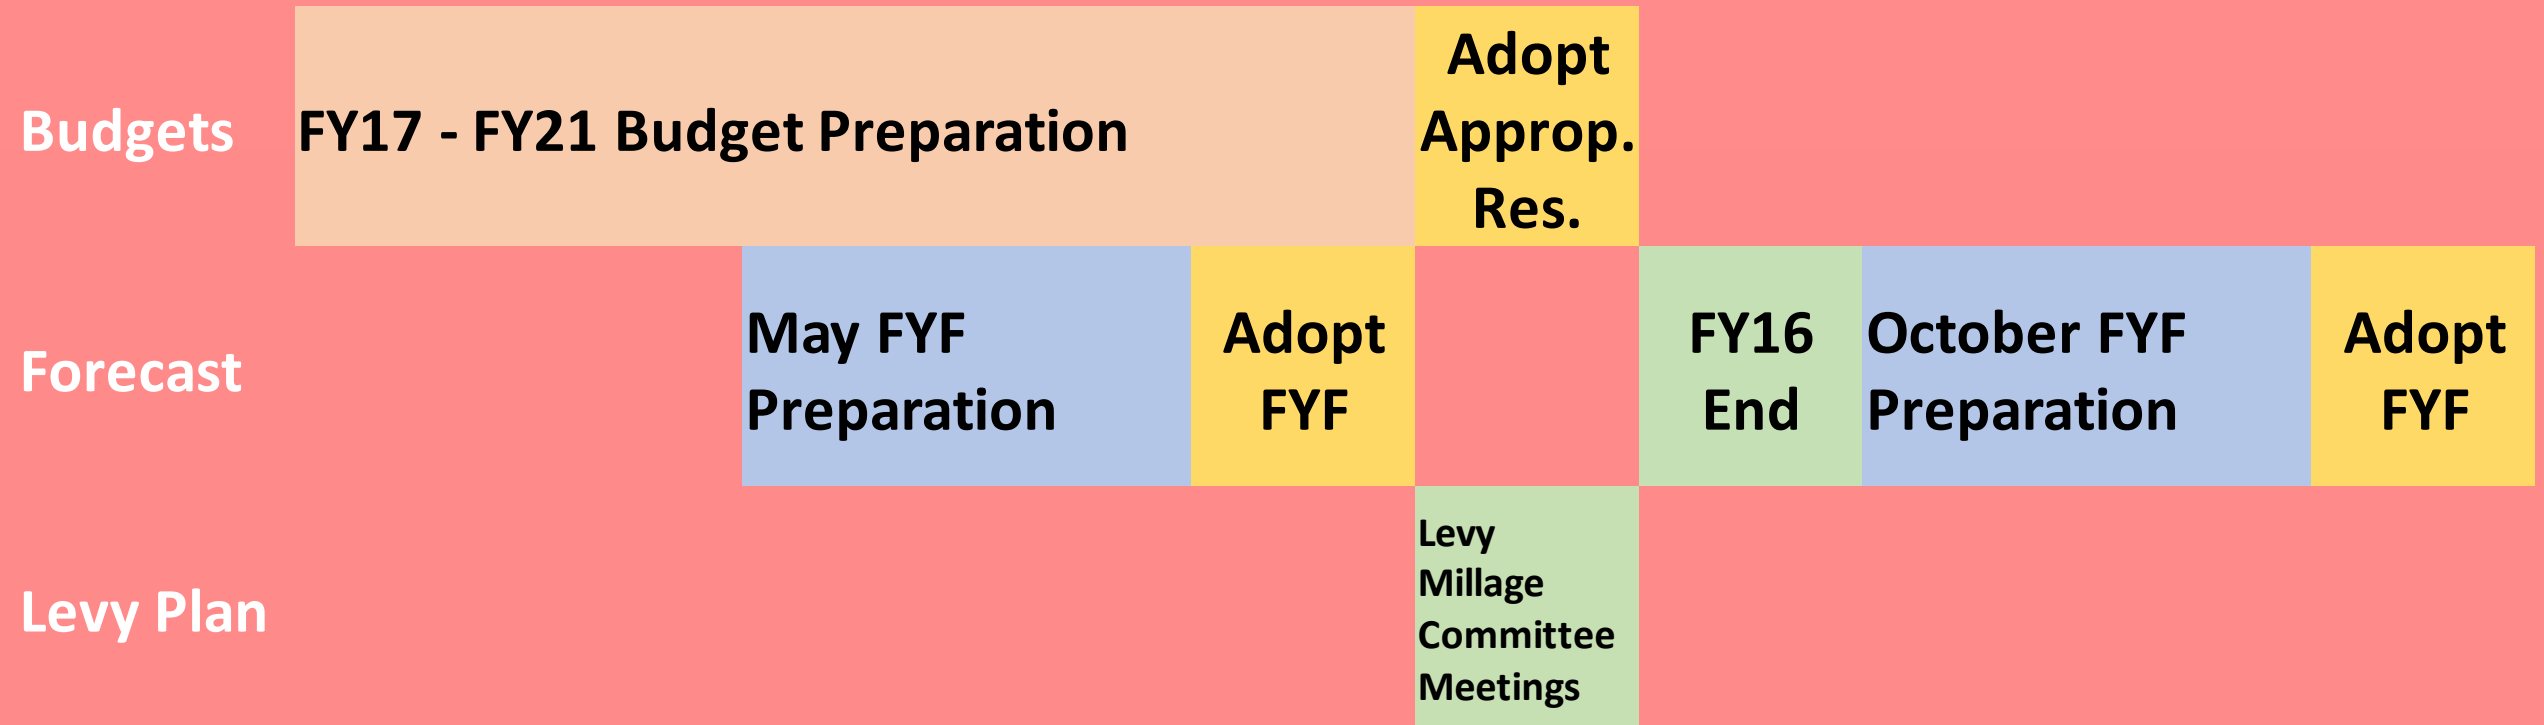 Budgets
FY17 - FY21 Budget Preparation
Adopt
Approp.
Res.
Forecast
May FYF
Preparation
Adopt
FYF
FY16
End
October FYF
Preparation
Adopt
FYF
Levy Plan
Levy
Millage
Committee
Meetings